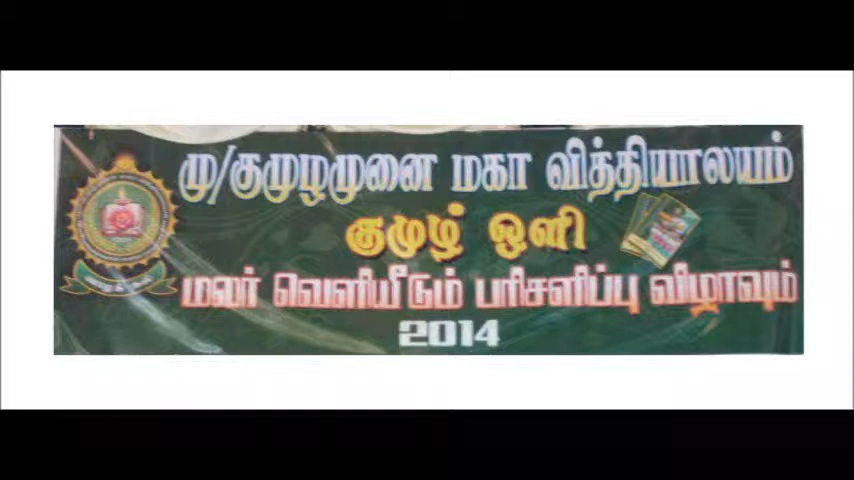 மு/குமுழமுனை மகா வித்தியாலயம்
குமுழ் ஒளி
மலர் வெளியீடும் பரிசளிப்பு விழாவும்
2014